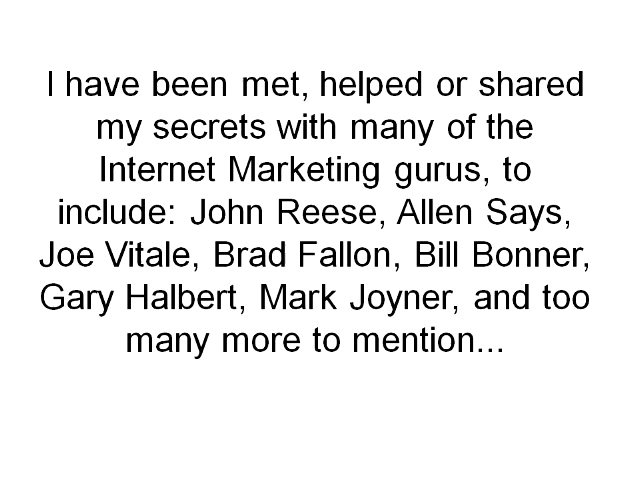 I have been met, helped or shared
my secrets with many of the
Internet Marketing gurus, to
include: John Reese, Allen Says,
Joe Vitale, Brad Fallon, Bill Bonner,
Gary Halbert, Mark Joyner, and too
many more to mention...